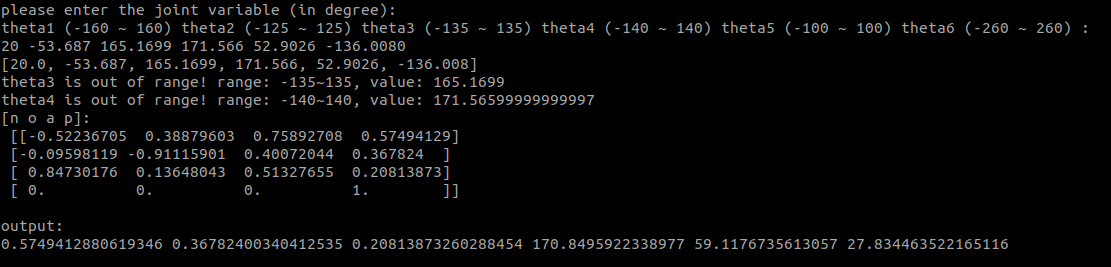 please enter the joint variable (in degree):
theta1 (-160 ~ 160) theta2 (-125 ~ 125) theta3 (-135 ~ 135) theta4 (-140 ~ 140) theta5 (-100 ~ 100) theta6 (-260 ~ 260) :
20 -53.687 165.1699 171.566 52.9026 -136.0080
[20.0, -53.687, 165.1699, 171.566, 52.9026, -136.008]
theta3 is out of range! range: -135~135, value: 165.1699
theta4 is out of range! range: -140~140, value: 171.56599999999997
[n o a p]:
[[-0.52236705 0.38879603 0.75892708 0.57494129]
[-0.09598119 -0.91115901 0.40072044 0.367824 ]
[ 0.84730176 0.13648043 0.51327655 0.20813873]
[ 0. 0. 0. 1. ]]
output:
0.5749412880619346 0.36782400340412535 0.20813873260288454 170.8495922338977 59.1176735613057 27.834463522165116